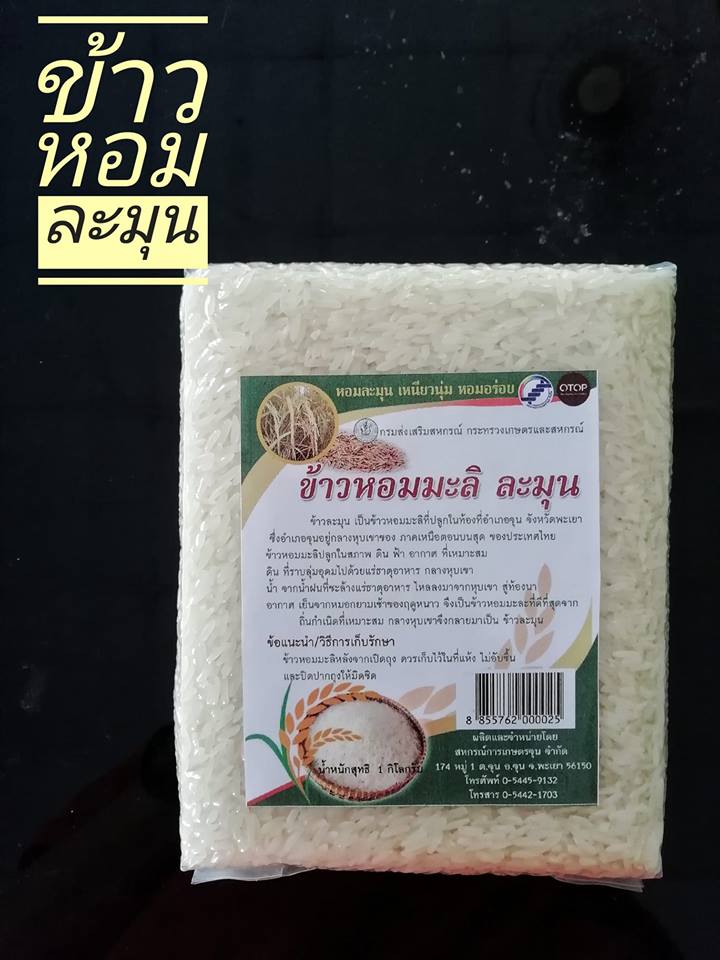 ข้าว
หอม
ละมุน
หอมละมุน เหนียวนุ่ม หอมอร่อย
OTOP
กรมส่งเสริมสหกรณ์ กระทรวงเกษตรและสหกรณ์
ข้าวหอมมะลิ ละมุน
ข้าวละมุน เป็นข้าวหอมมะลิที่ปลูกในท้องที่อำเภอจุน จังหวัดพะเยา
ซึ่งอำเภอจุนอยู่กลางหุบเขาของ ภาคเหนือตอนบนสุด ของประเทศไทย
ข้าวหอมมะลิปลูกในสภาพ ดิน ฟ้า อากาศ ที่เหมาะสม
ดิน ที่ราบลุ่มอุดมไปด้วยแร่ธาตุอาหาร กลางหุบเขา
น้ำ จากน้ำฝนที่ชะล้างแร่ธาตุอาหาร ไหลลงมาจากหุบเขา สู่ท้องนา
อากาศ เย็นจากหมอกยามเช้าของฤดูหนาว จึงเป็นข้าวหอมมะละที่ดีที่สุดจาก
ถิ่นกำเนิดที่เหมาะสม กลางหุบเขาจึงกลายมาเป็น ข้าวละมุน
ข้อแนะนำ/วิธีการเก็บรักษา
ข้าวหอมมะลิหลังจากเปิดถุง ควรเก็บไว้ในที่แห้ง ไม่อับชื้น
และปิดปากถุงให้มิดชิด
8 855762 000025
ผลิตและจำหน่ายโดย
สหกรณ์การเกษตรจุน จำกัด
174 หมู่ 1 ต.จุน อ.จุน จ.พะเยา 56150
โทรศัพท์ 0-5445-9132
โทรสาร 0-5442-1703
น้ำหนักสุทธิ 1 กิโลกรัม